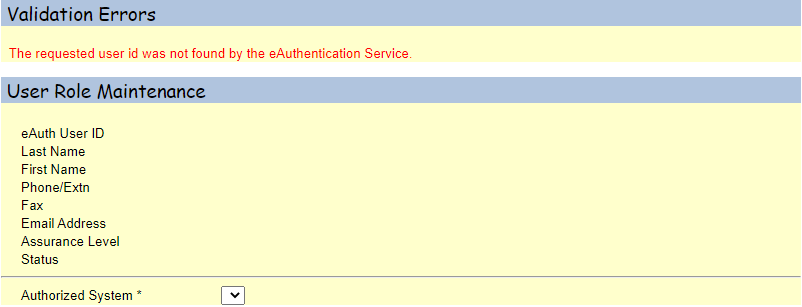 Validation Errors
The requested user id was not found by the eAuthentication Service.
User Role Maintenance
eAuth User ID
Last Name
First Name
Phone/Extn
Fax
Email Address
Assurance Level
Status
Authorized System *